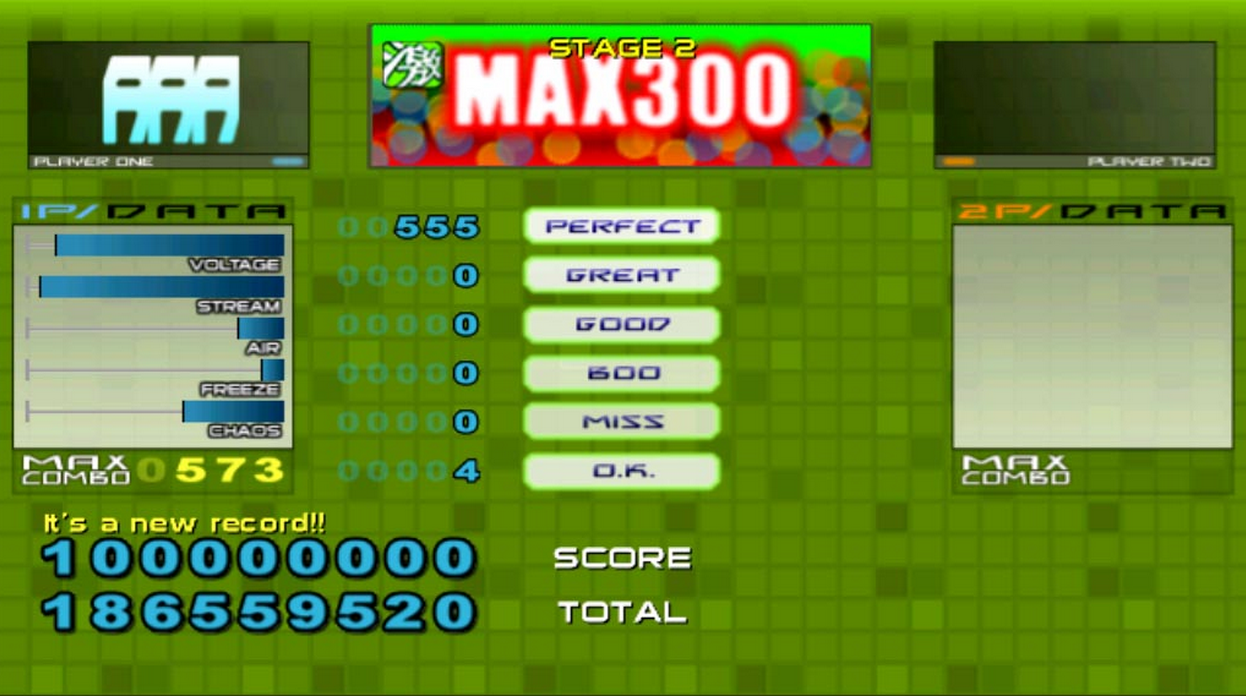 STAGE 2
MAX300
AAA
PLAYER ONE
PLAYER TWO
1P/DATA
2P/DATA
VOLTAGE
STREAM
AIR
FREEZE
CHAOS
00555 PERFECT
00000 GREAT
00000 GOOD
00000 BOO
00000 MISS
00004 O.K.
MAX COMBO 0573
MAX COMBO
It's a new record!!
100000000 SCORE
186559520 TOTAL